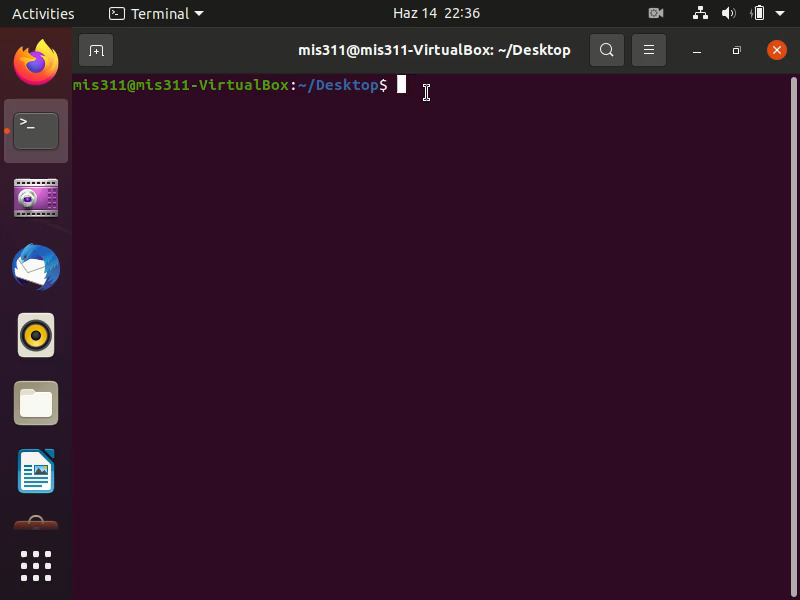 Activities Terminal Haz 14 22:36
mis311@mis311-VirtualBox: ~/Desktop
mis311@mis311-VirtualBox:~/Desktop$
>_